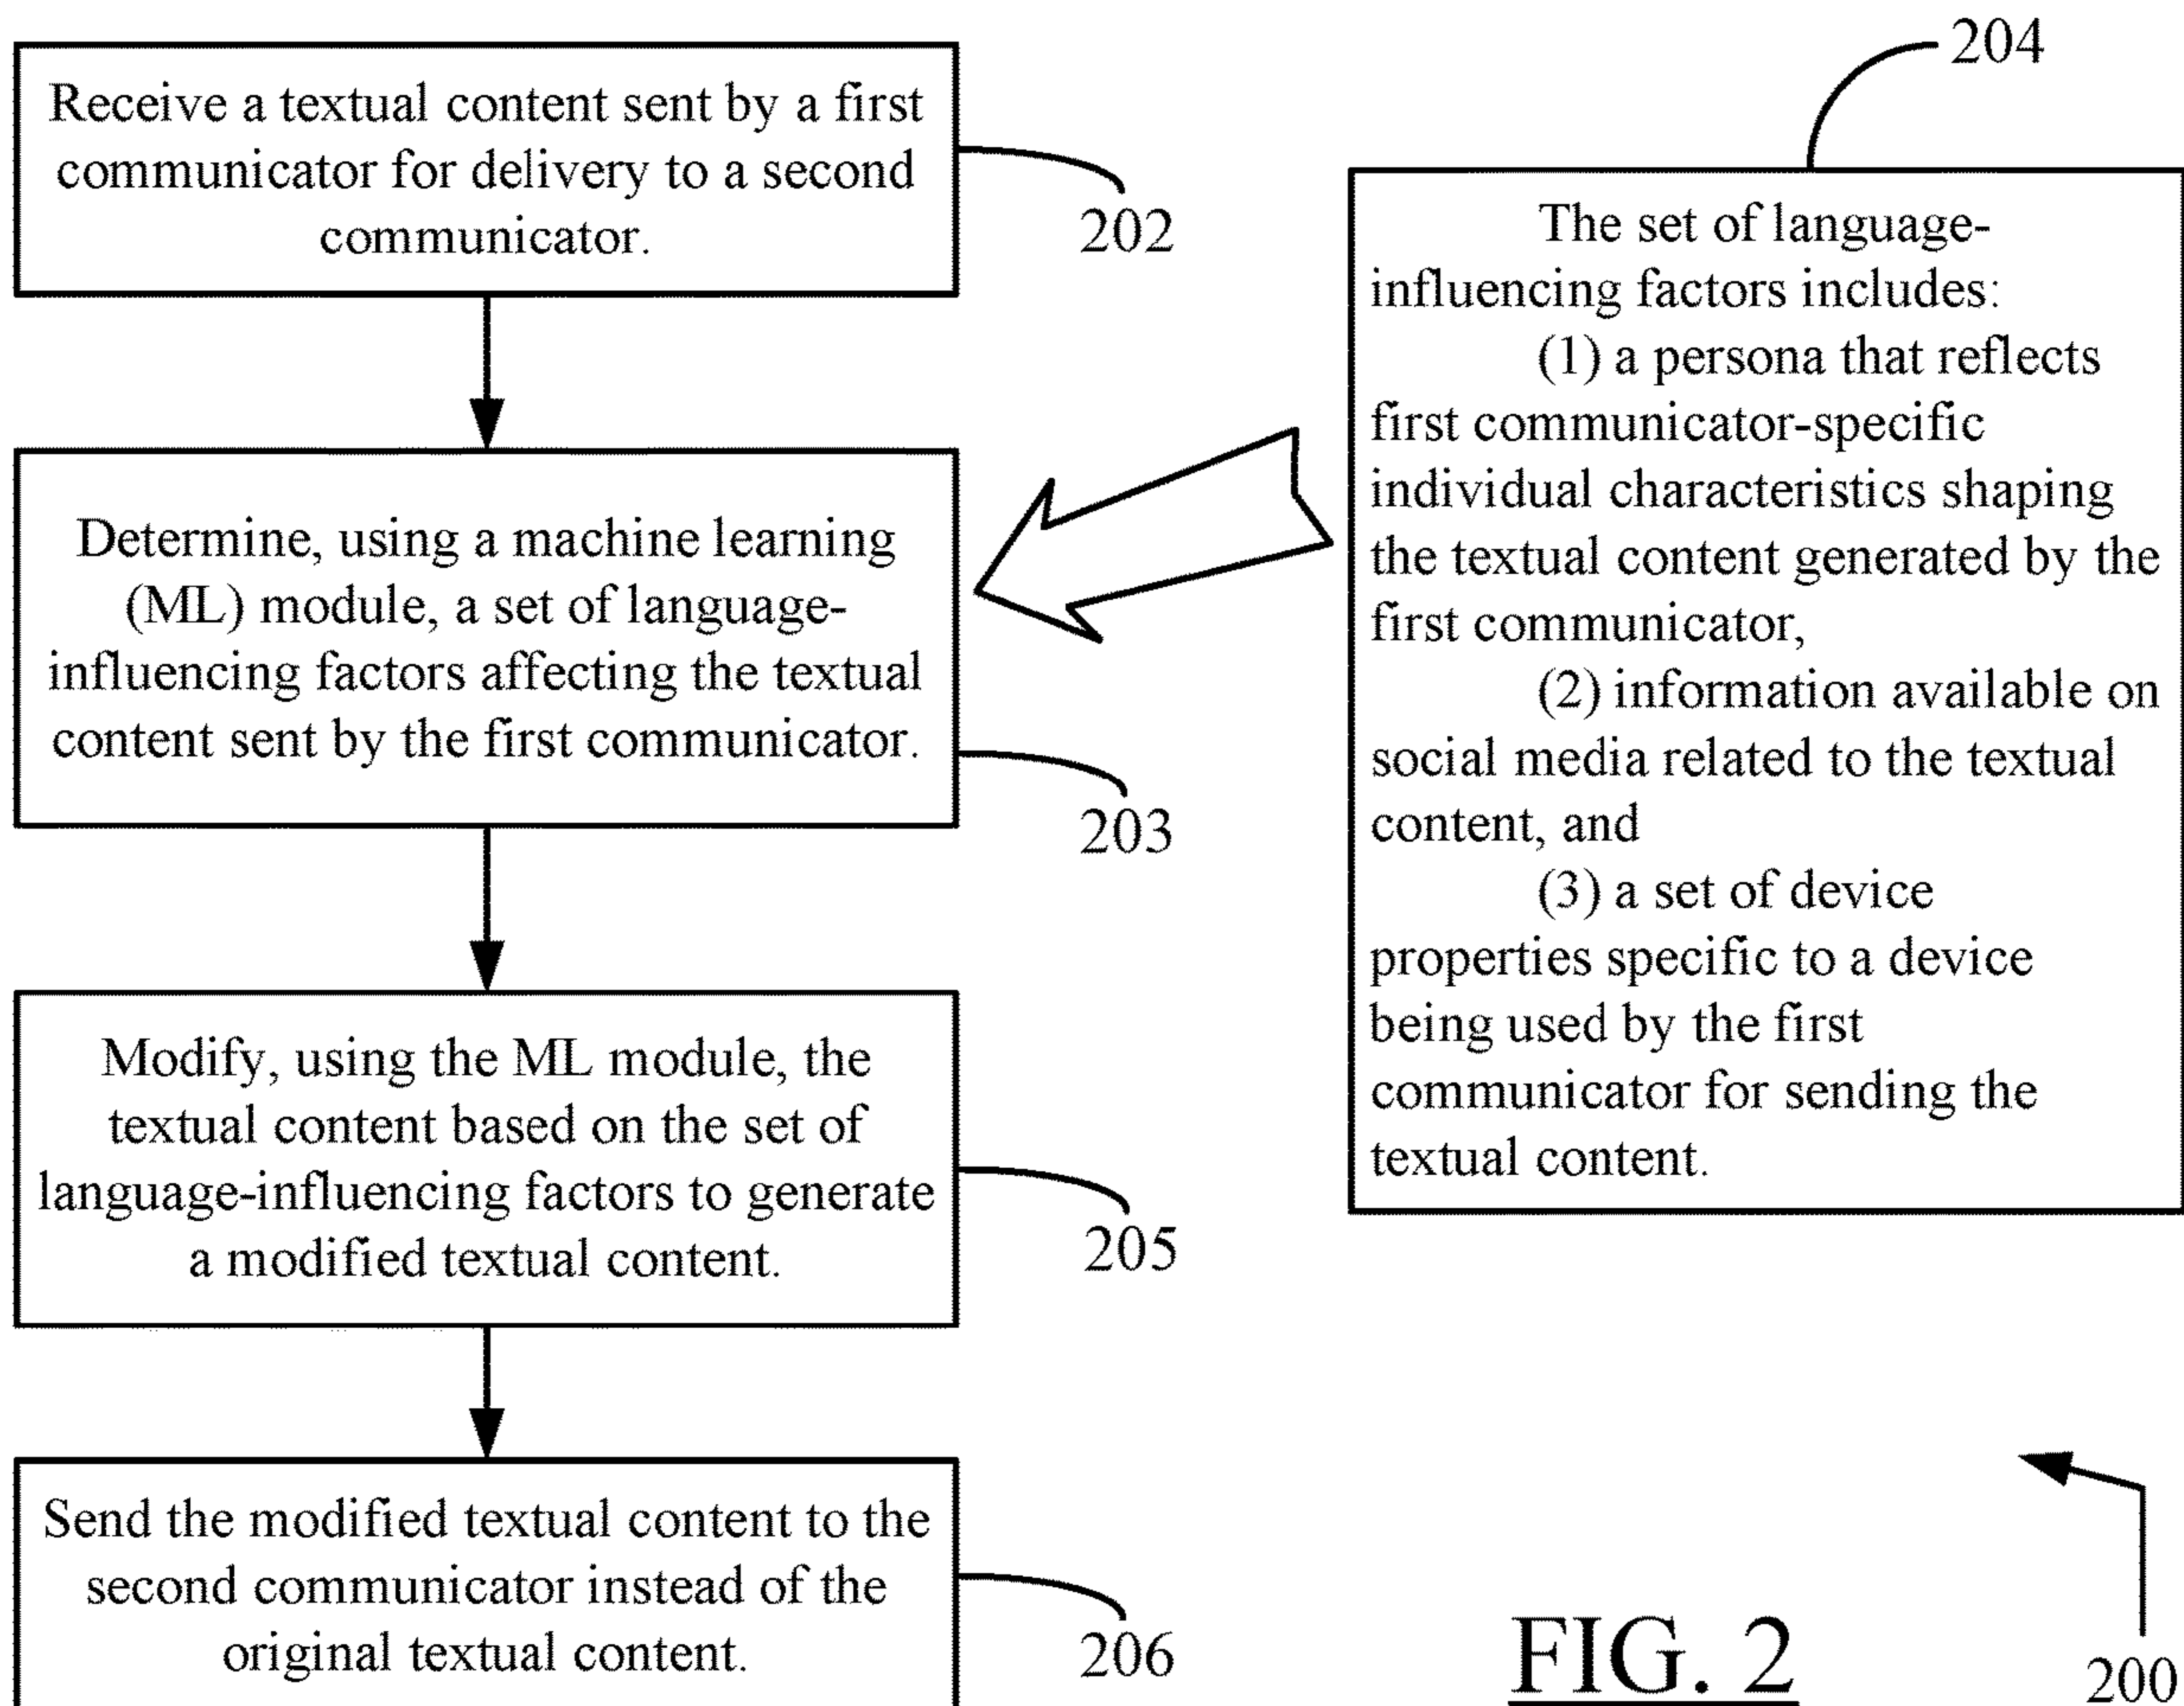 Receive a textual content sent by a first
communicator for delivery to a second
communicator.
202
Determine, using a machine learning
(ML) module, a set of language-
influencing factors affecting the textual
content sent by the first communicator.
203
204
The set of language-
influencing factors includes:
(1) a persona that reflects
first communicator-specific
individual characteristics shaping
the textual content generated by the
first communicator,
(2) information available on
social media related to the textual
content, and
(3) a set of device
properties specific to a device
being used by the first
communicator for sending the
textual content.
Modify, using the ML module, the
textual content based on the set of
language-influencing factors to generate
a modified textual content.
205
Send the modified textual content to the
second communicator instead of the
original textual content.
206
FIG. 2
200